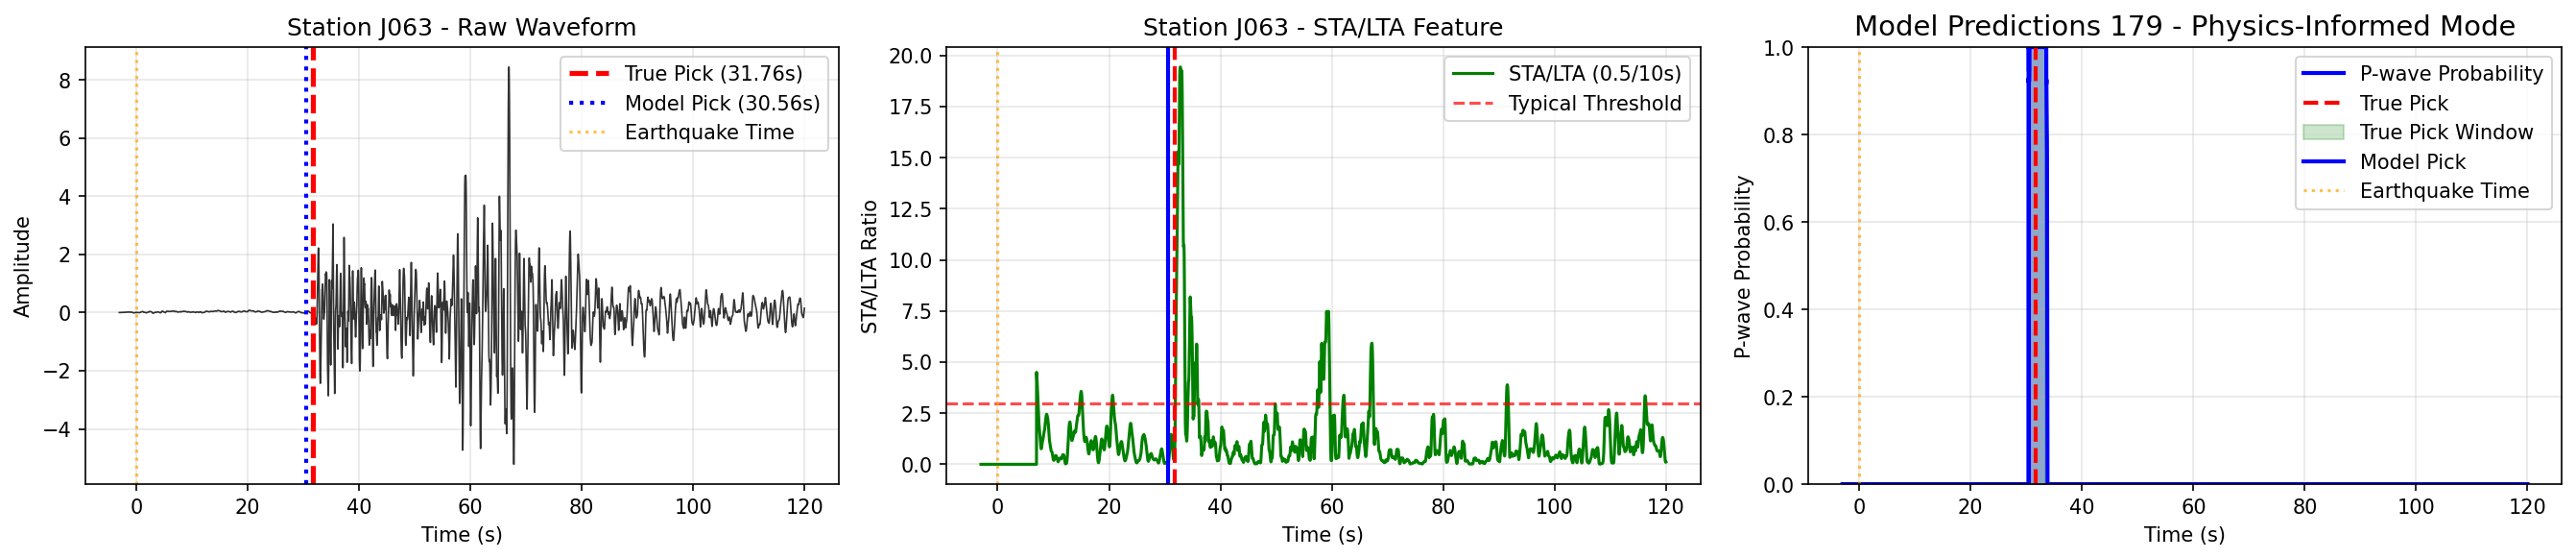 Station J063 - Raw Waveform
Amplitude
8
6
4
2
0
−2
−4
True Pick (31.76s)
Model Pick (30.56s)
Earthquake Time
0
20
40
60
80
100
120
Time (s)
Station J063 - STA/LTA Feature
STA/LTA Ratio
20.0
17.5
15.0
12.5
10.0
7.5
5.0
2.5
0.0
STA/LTA (0.5/10s)
Typical Threshold
0
20
40
60
80
100
120
Time (s)
Model Predictions 179 - Physics-Informed Mode
P-wave Probability
1.0
0.8
0.6
0.4
0.2
0.0
P-wave Probability
True Pick
True Pick Window
Model Pick
Earthquake Time
0
20
40
60
80
100
120
Time (s)